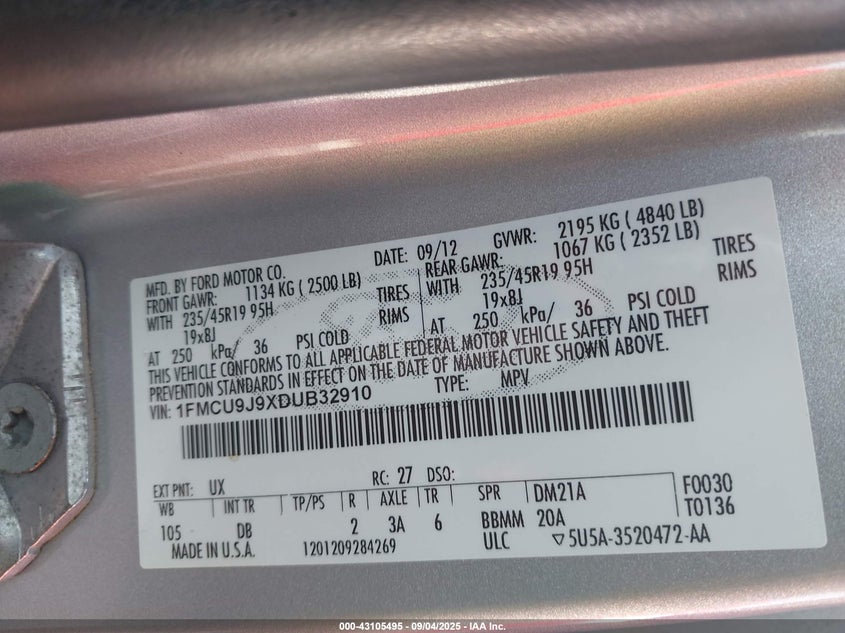 MFD. BY FORD MOTOR CO. DATE: 09/12 GVWR: 2195 KG ( 4840 LB)
FRONT GAWR: 1134 KG ( 2500 LB) REAR GAWR: 1067 KG ( 2352 LB)
WITH 235/45R19 95H TIRES WITH 235/45R19 95H TIRES
19x8J RIMS 19x8J RIMS
AT 250 kPa/ 36 PSI COLD AT 250 kPa/ 36 PSI COLD
THIS VEHICLE CONFORMS TO ALL APPLICABLE FEDERAL MOTOR VEHICLE SAFETY AND THEFT
PREVENTION STANDARDS IN EFFECT ON THE DATE OF MANUFACTURE SHOWN ABOVE.
VIN: 1FMCU9J9XDUB32910 TYPE: MPV
EXT PNT: UX RC: 27 DSO:
WB INT TR TP/PS R AXLE TR SPR DM21A F0030
105 DB 2 3A 6 BBMM 20A T0136
MADE IN U.S.A. 1201209284269 ULC ▽5U5A-3520472-AA
000-43105495 - 09/04/2025 - IAA Inc.